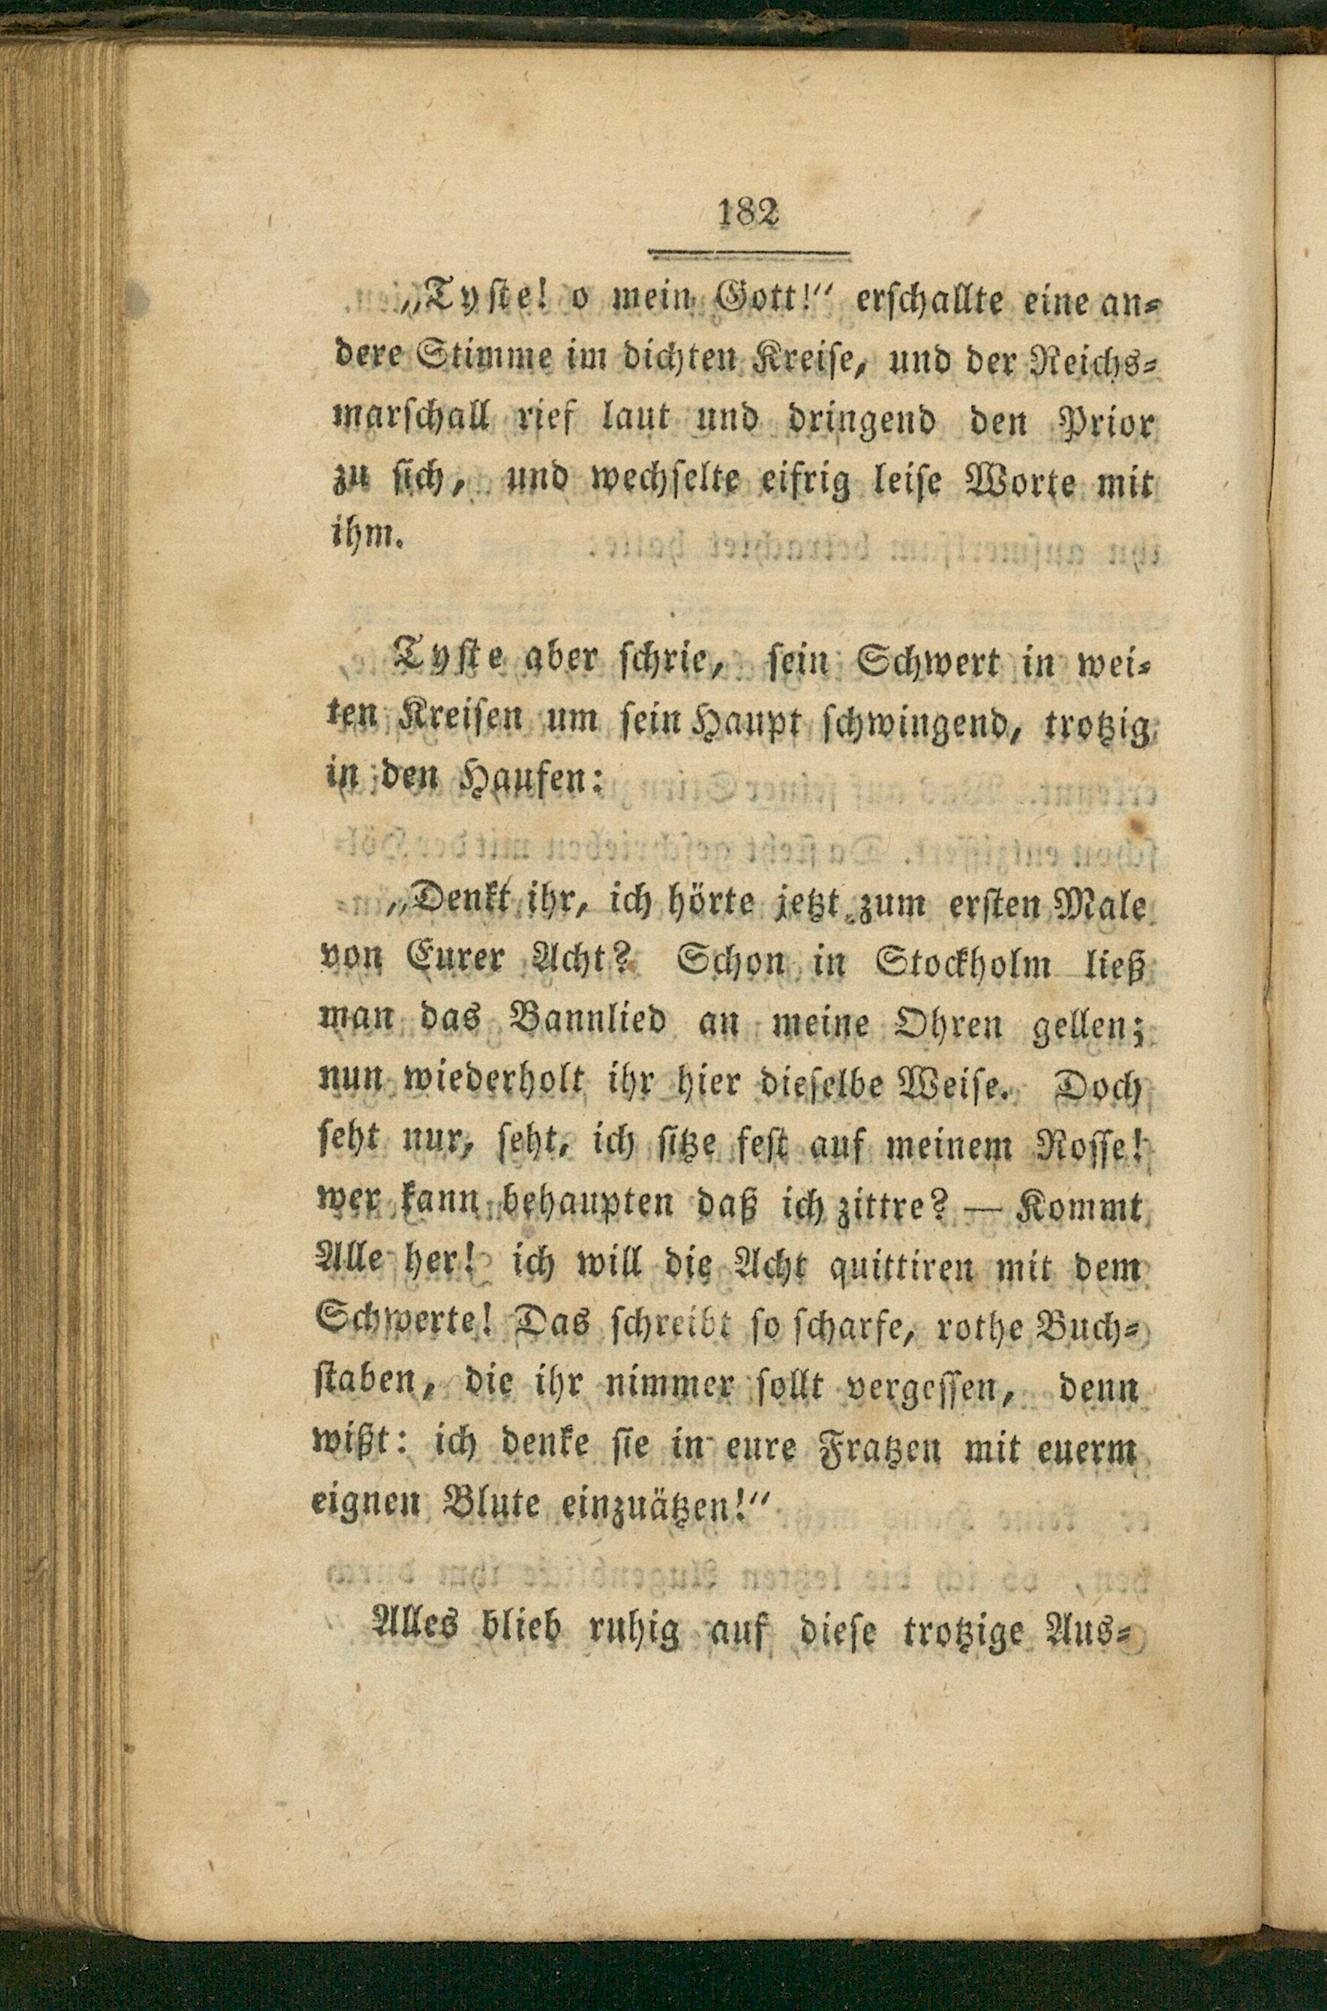 182
„Tyſte! o mein Gott!“ erſchallte eine an⸗
dere Stimme im dichten Kreiſe, und der Reichs⸗
marſchall rief laut und dringend den Prior
zu ſich, und wechſelte eifrig leiſe Worte mit
ihm.
Tyſte aber ſchrie, ſein Schwert in wei⸗
ten Kreiſen um ſein Haupt ſchwingend, trotzig
in den Haufen:
„Denkt ihr, ich hörte jetzt zum erſten Male
von Eurer Acht? Schon in Stockholm ließ
man das Bannlied an meine Ohren gellen;
nun wiederholt ihr hier dieſelbe Weiſe. Doch
ſeht nur, ſeht, ich ſitze feſt auf meinem Roſſe!
wer kann behaupten daß ich zittre? — Kommt
Alle her! ich will die Acht quittiren mit dem
Schwerte! Das ſchreibt ſo ſcharfe, rothe Buch⸗
ſtaben, die ihr nimmer ſollt vergeſſen, denn
wißt: ich denke ſie in eure Fratzen mit euerm
eignen Blute einzuätzen!“
Alles blieb ruhig auf dieſe trotzige Aus⸗